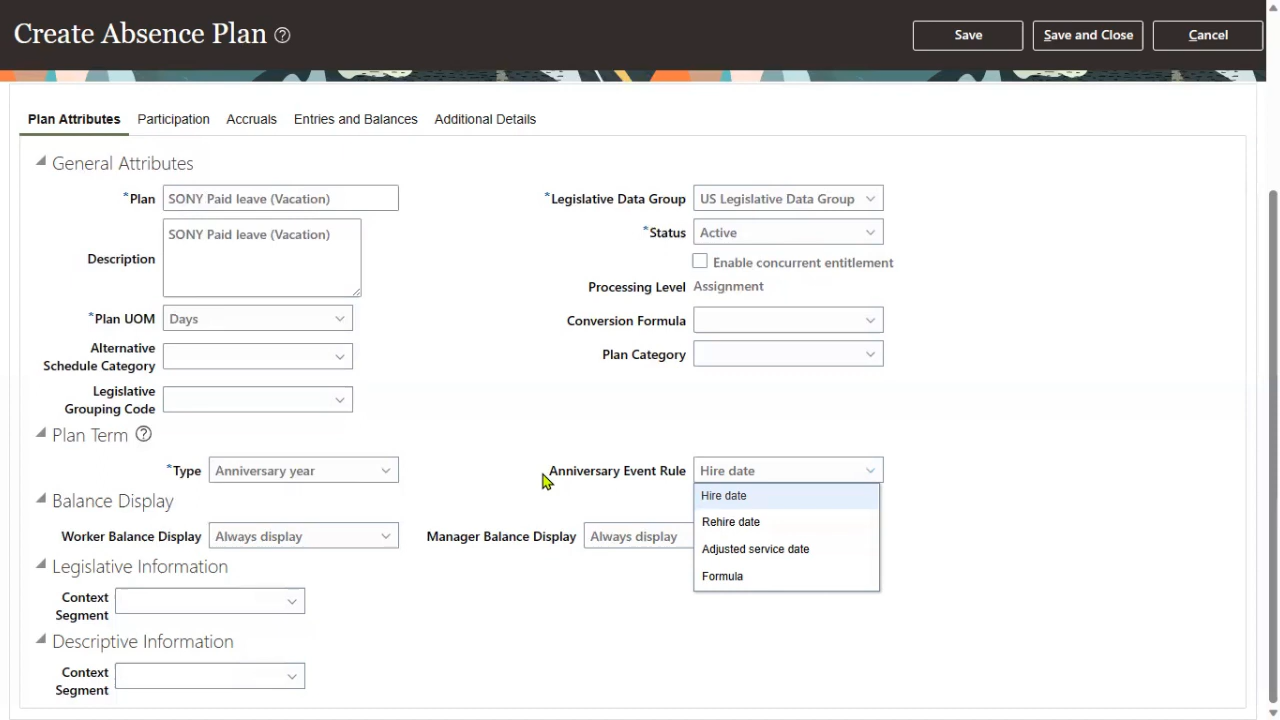 Create Absence Plan
Save
Save and Close
Cancel
Plan Attributes
Participation
Accruals
Entries and Balances
Additional Details
General Attributes
*Plan
SONY Paid leave (Vacation)
Description
SONY Paid leave (Vacation)
*Plan UOM
Days
Alternative
Schedule Category
Legislative
Grouping Code
*Legislative Data Group
US Legislative Data Group
*Status
Active
Enable concurrent entitlement
Processing Level
Assignment
Conversion Formula
Plan Category
Plan Term
*Type
Anniversary year
Anniversary Event Rule
Hire date
Hire date
Rehire date
Adjusted service date
Formula
Balance Display
Worker Balance Display
Always display
Manager Balance Display
Always display
Legislative Information
Context
Segment
Descriptive Information
Context
Segment